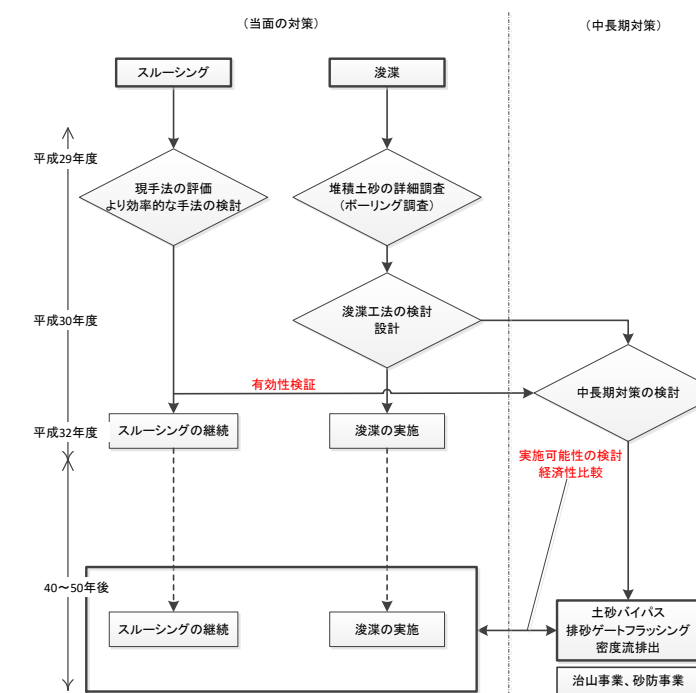 （当面の対策）
（中長期対策）
スルーシング
浚渫
平成29年度
現手法の評価
より効率的な手法の検討
堆積土砂の詳細調査
（ボーリング調査）
平成30年度
浚渫工法の検討
設計
有効性検証
中長期対策の検討
平成32年度
スルーシングの継続
浚渫の実施
実施可能性の検討
経済性比較
40～50年後
スルーシングの継続
浚渫の実施
土砂バイパス
排砂ゲートフラッシング
密度流排出
治山事業、砂防事業